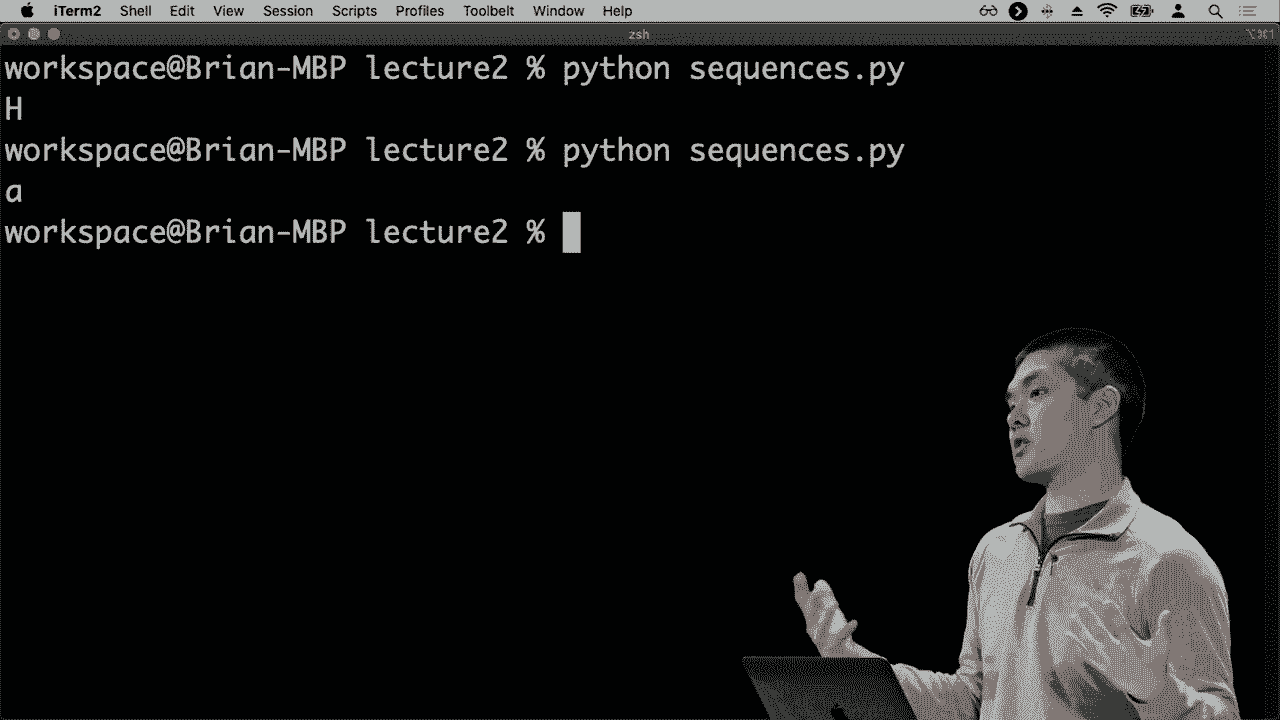 iTerm2 Shell Edit View Session Scripts Profiles Toolbelt Window Help
zsh
workspace@Brian-MBP lecture2 % python sequences.py
H
workspace@Brian-MBP lecture2 % python sequences.py
a
workspace@Brian-MBP lecture2 %